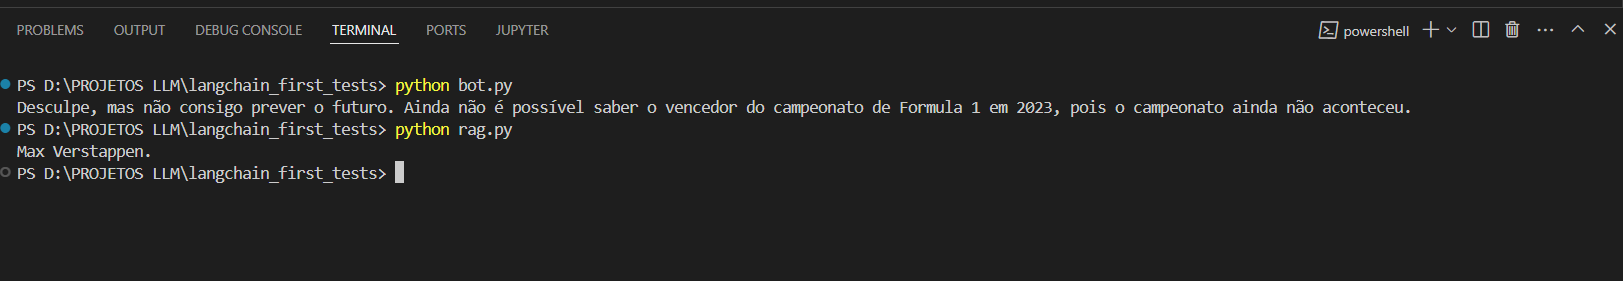 PROBLEMS OUTPUT DEBUG CONSOLE TERMINAL PORTS JUPYTER powershell
PS D:\PROJETOS LLM\langchain_first_tests> python bot.py
Desculpe, mas não consigo prever o futuro. Ainda não é possível saber o vencedor do campeonato de Formula 1 em 2023, pois o campeonato ainda não aconteceu.
PS D:\PROJETOS LLM\langchain_first_tests> python rag.py
Max Verstappen.
PS D:\PROJETOS LLM\langchain_first_tests>